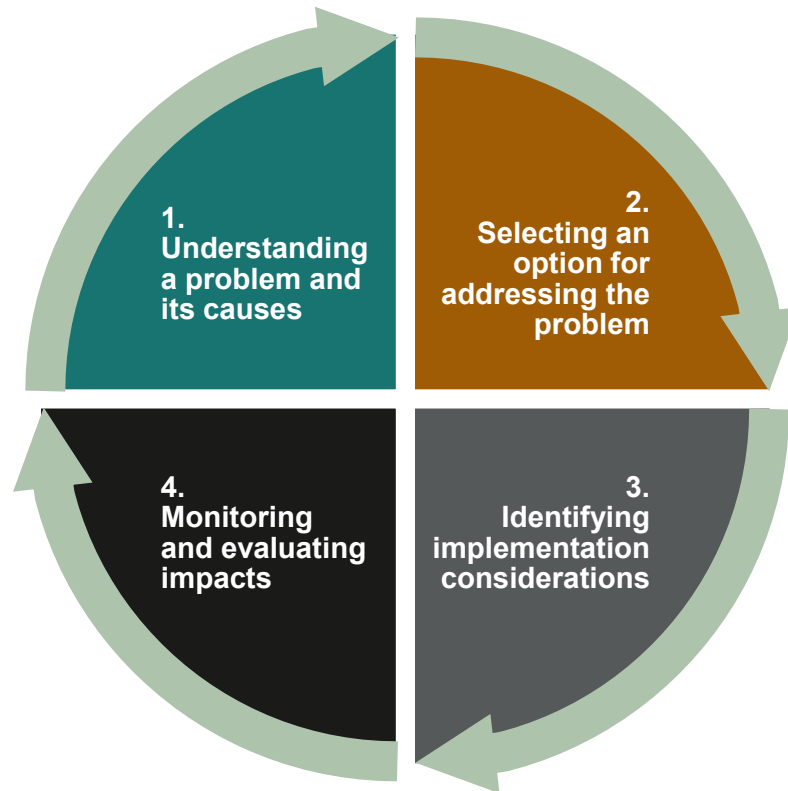 1.
Understanding
a problem and
its causes
2.
Selecting an
option for
addressing the
problem
3.
Identifying
implementation
considerations
4.
Monitoring
and evaluating
impacts